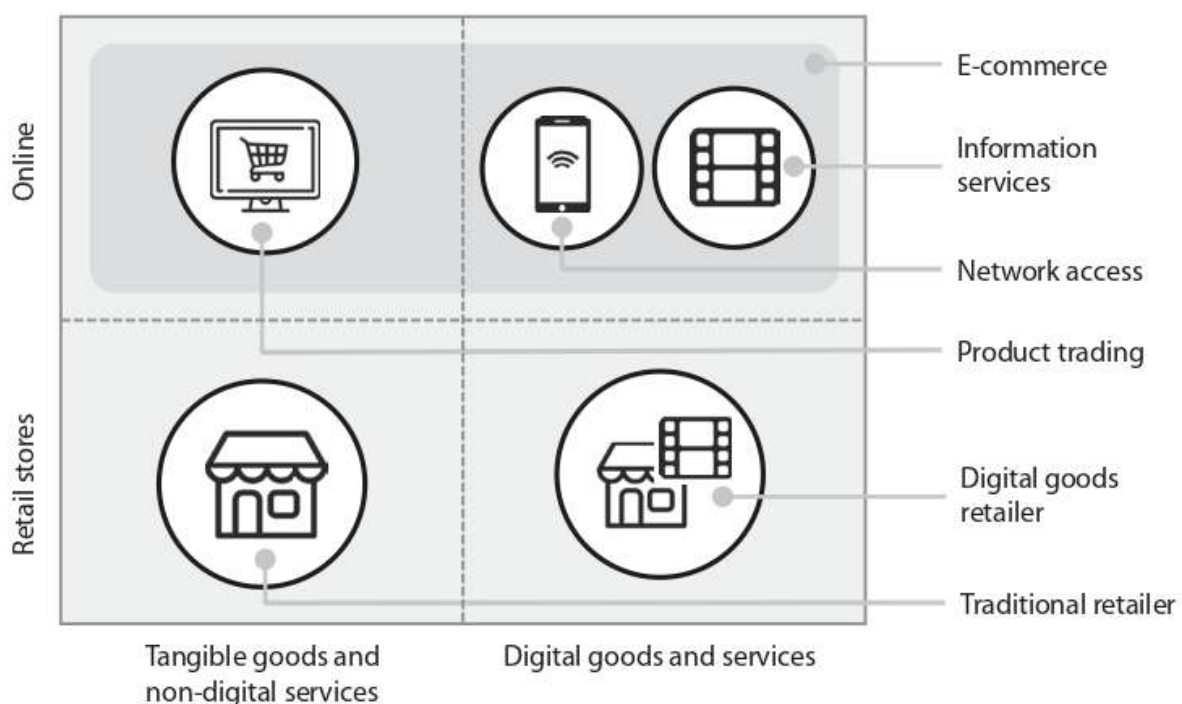 E-commerce
Online
Information
services
Network access
Product trading
Retail stores
Digital goods
retailer
Traditional retailer
Tangible goods and
non-digital services
Digital goods and services